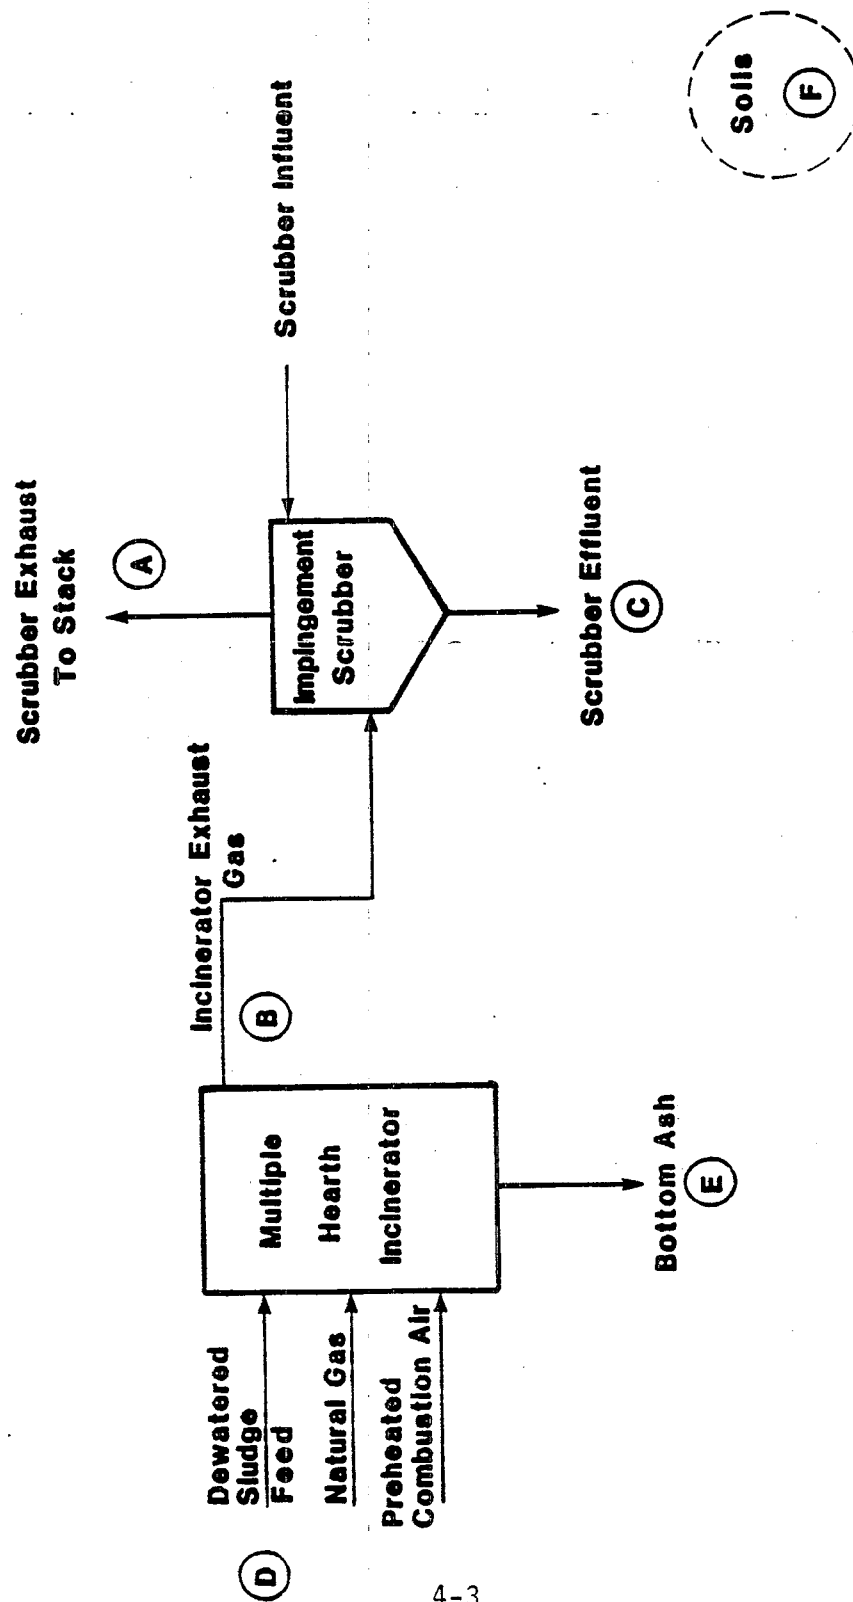 Scrubber Exhaust
To Stack
A
Incinerator Exhaust
Gas
B
Scrubber Influent
Impingement
Scrubber
Scrubber Effluent
C
Dewatered
Sludge
Feed
D
Natural Gas
Preheated
Combustion Air
Multiple
Hearth
Incinerator
Bottom Ash
E
Soils
F
4-3